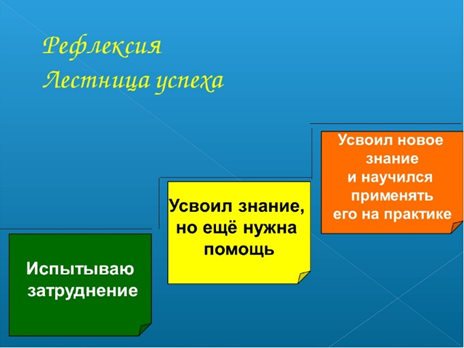 Рефлексия
Лестница успеха
Усвоил новое
знание
и научился
применять
его на практике
Усвоил знание,
но ещё нужна
помощь
Испытываю
затруднение